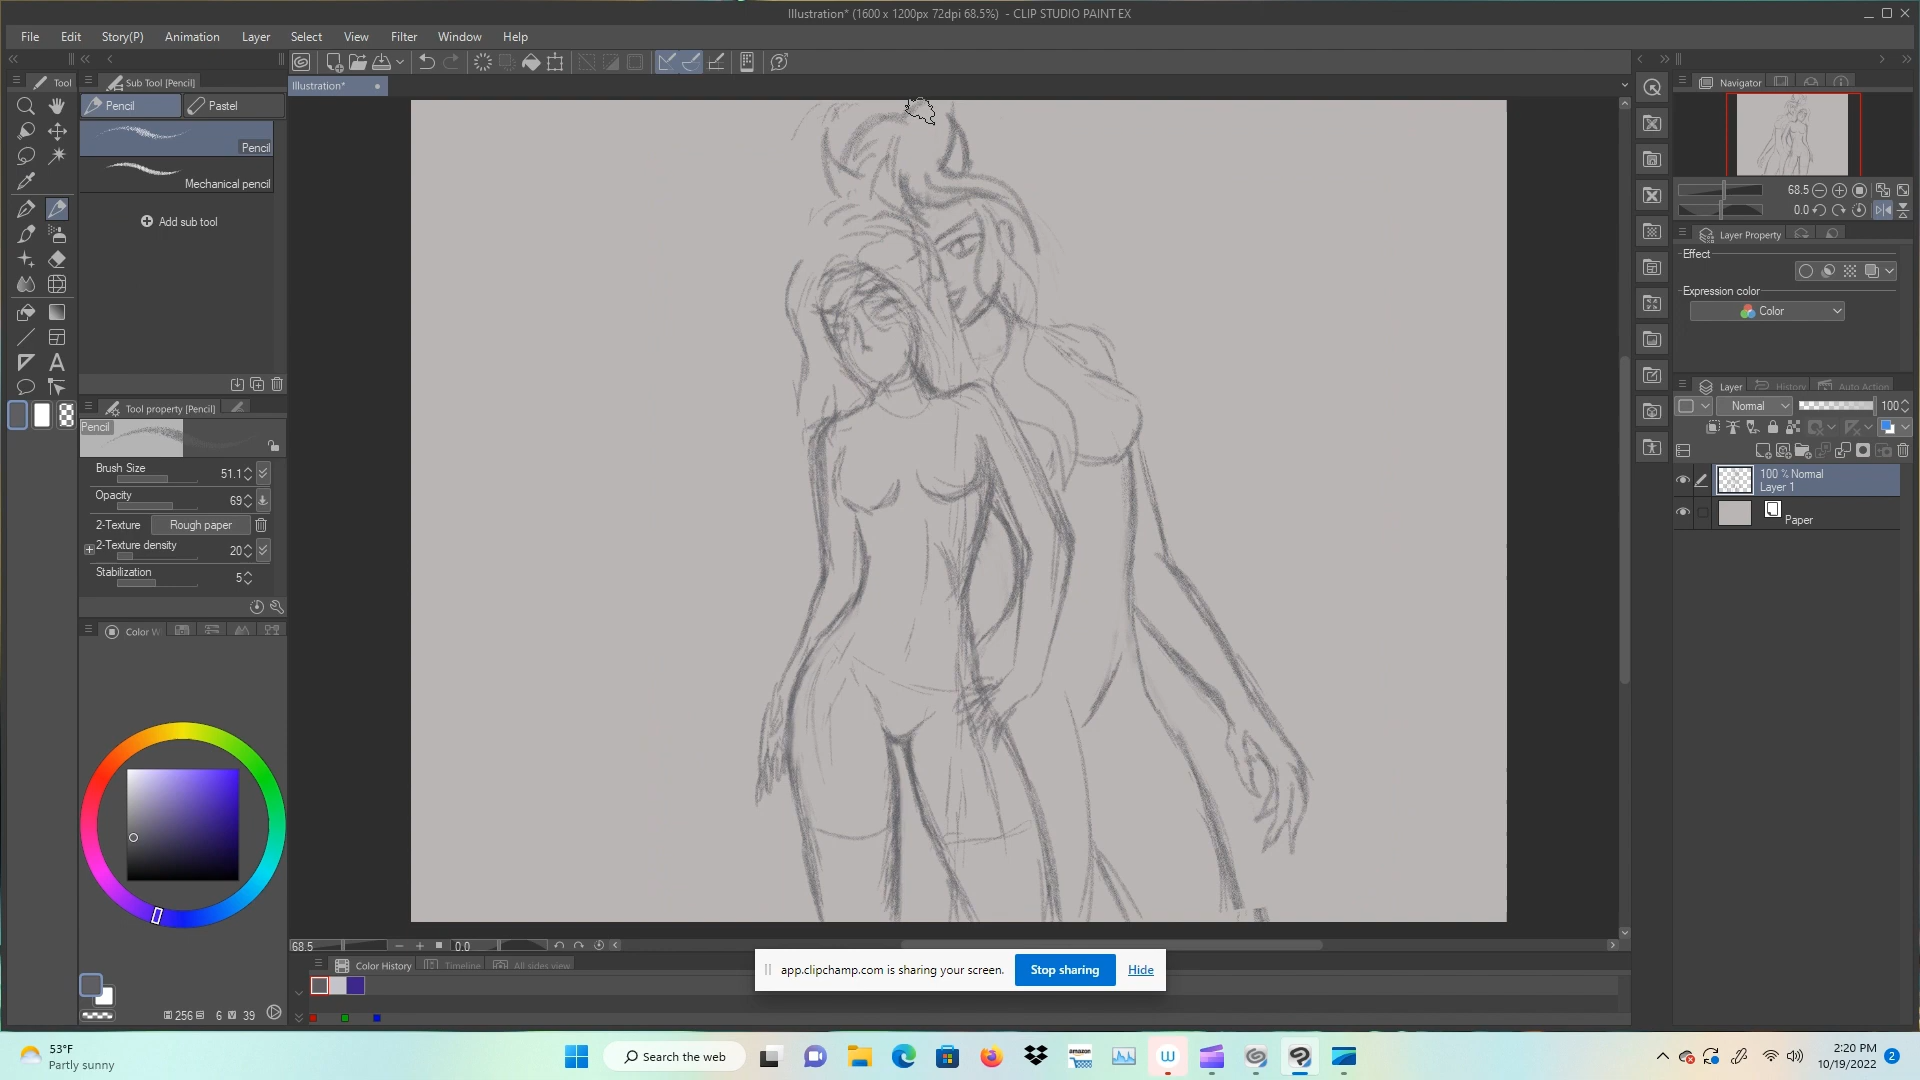 Illustration* (1600 x 1200px 72dpi 68.5%) - CLIP STUDIO PAINT EX
File Edit Story(P) Animation Layer Select View Filter Window Help
Tool
Sub Tool [Pencil]
Illustration*
Navigator
Pencil Pastel
Pencil
Mechanical pencil
Add sub tool
68.5
0.0
Layer Property
Effect
Expression color
Color
Layer History Auto Action
Normal 100
Tool property [Pencil]
Pencil
Brush Size 51.1
Opacity 69
2-Texture Rough paper
2-Texture density 20
Stabilization 5
100 % Normal
Layer 1
Paper
Color W
68.5 0.0
Color History Timeline All sides view
app.clipchamp.com is sharing your screen. Stop sharing Hide
256 6 39
53°F
Partly sunny
Search the web
amazon
2:20 PM
10/19/2022
2